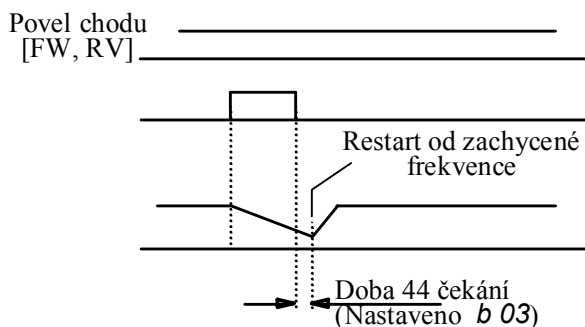 Povel chodu
[FW, RV]
Restart od zachycené
frekvence
Doba 44 čekání
(Nastaveno b 03)